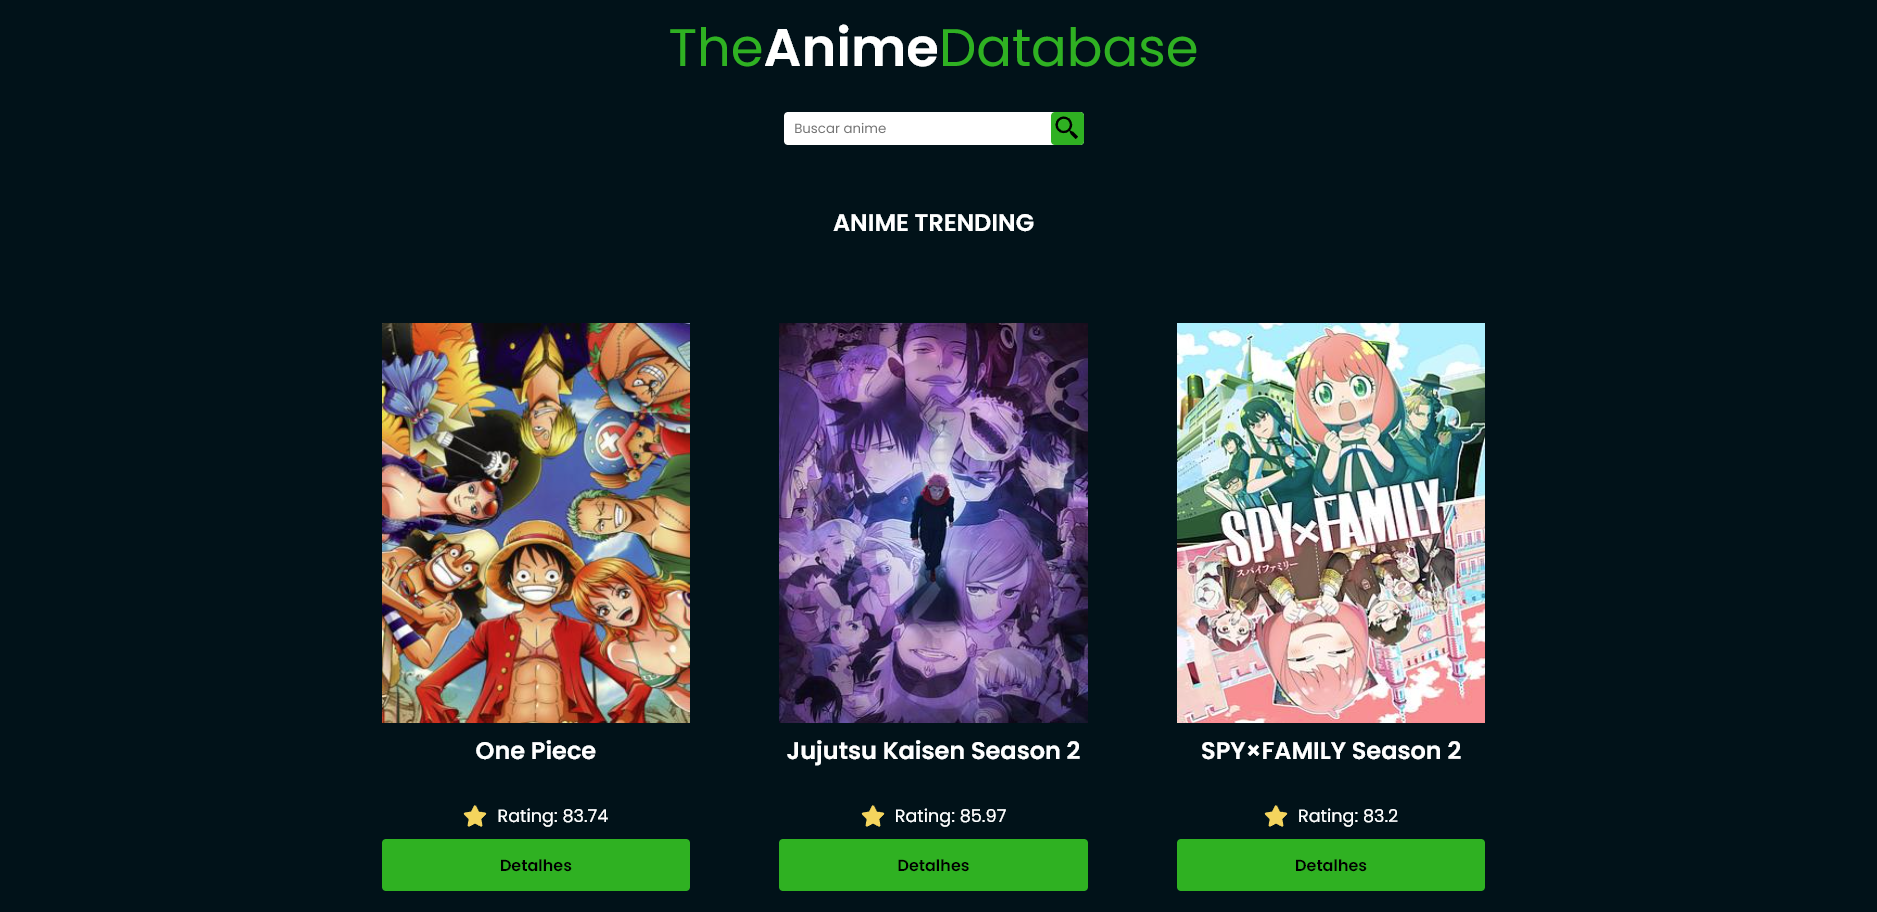 TheAnimeDatabase
Buscar anime
ANIME TRENDING
SPY×FAMILY
スパイファミリー
One Piece
Jujutsu Kaisen Season 2
SPY×FAMILY Season 2
Rating: 83.74
Rating: 85.97
Rating: 83.2
Detalhes
Detalhes
Detalhes